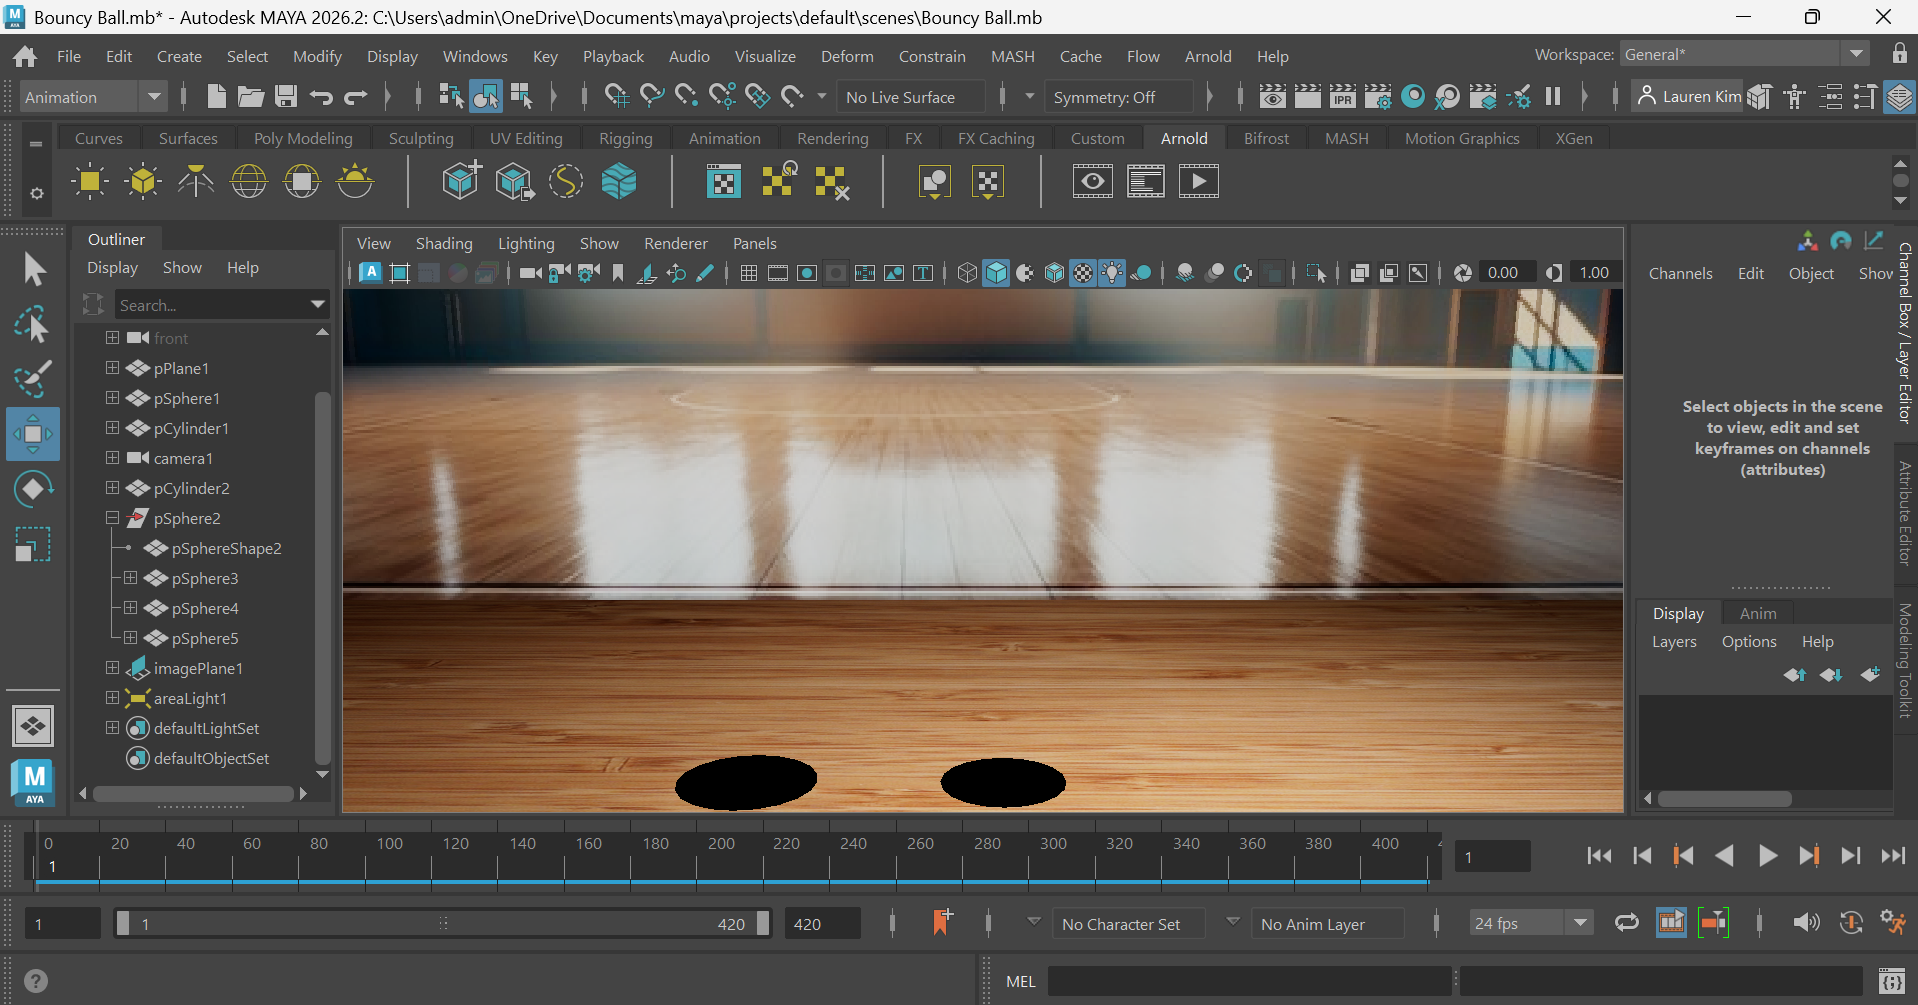 Bouncy Ball.mb* - Autodesk MAYA 2026.2: C:\Users\admin\OneDrive\Documents\maya\projects\default\scenes\Bouncy Ball.mb
File Edit Create Select Modify Display Windows Key Playback Audio Visualize Deform Constrain MASH Cache Flow Arnold Help Workspace: General*
Animation No Live Surface Symmetry: Off IPR Lauren Kim
Curves Surfaces Poly Modeling Sculpting UV Editing Rigging Animation Rendering FX FX Caching Custom Arnold Bifrost MASH Motion Graphics XGen
Outliner
Display Show Help
Search...
front
pPlane1
pSphere1
pCylinder1
camera1
pCylinder2
pSphere2
pSphereShape2
pSphere3
pSphere4
pSphere5
imagePlane1
areaLight1
defaultLightSet
defaultObjectSet
View Shading Lighting Show Renderer Panels
A T 0.00 1.00
Channels Edit Object Show
Select objects in the scene
to view, edit and set
keyframes on channels
(attributes)
Channel Box / Layer Editor
Attribute Editor
Modeling Toolkit
Display Anim
Layers Options Help
M
AYA
0 20 40 60 80 100 120 140 160 180 200 220 240 260 280 300 320 340 360 380 400
1
1
1 1 420 420 No Character Set No Anim Layer 24 fps
? MEL